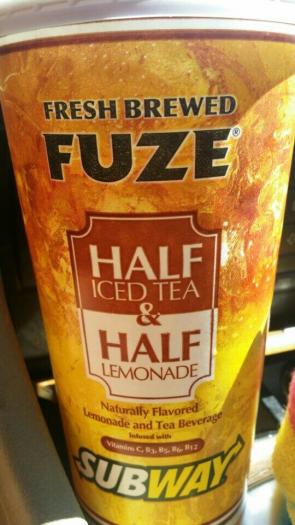 FRESH BREWED
FUZE®
HALF
ICED TEA
&
HALF
LEMONADE
Naturally Flavored
Lemonade and Tea Beverage
Infused with
Vitamins C, B3, B5, B6, B12
SUBWAY